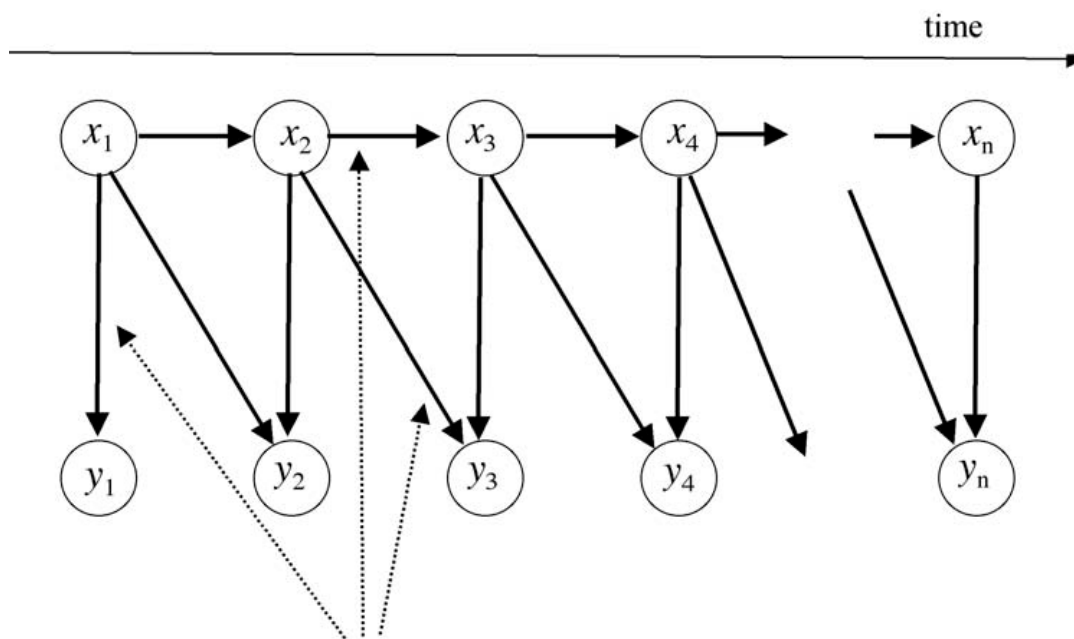 time
x₁ x₂ x₃ x₄ xₙ
y₁ y₂ y₃ y₄ yₙ